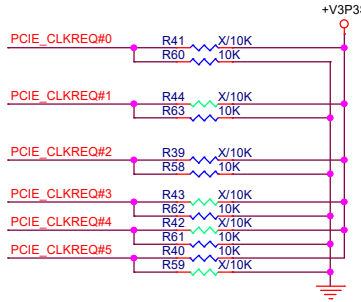 +V3P3S
PCIE_CLKREQ#0 R41 X/10K
R60 10K
PCIE_CLKREQ#1 R44 X/10K
R63 10K
PCIE_CLKREQ#2 R39 X/10K
R58 10K
PCIE_CLKREQ#3 R43 X/10K
R62 10K
PCIE_CLKREQ#4 R42 X/10K
R61 10K
PCIE_CLKREQ#5 R40 10K
R59 X/10K